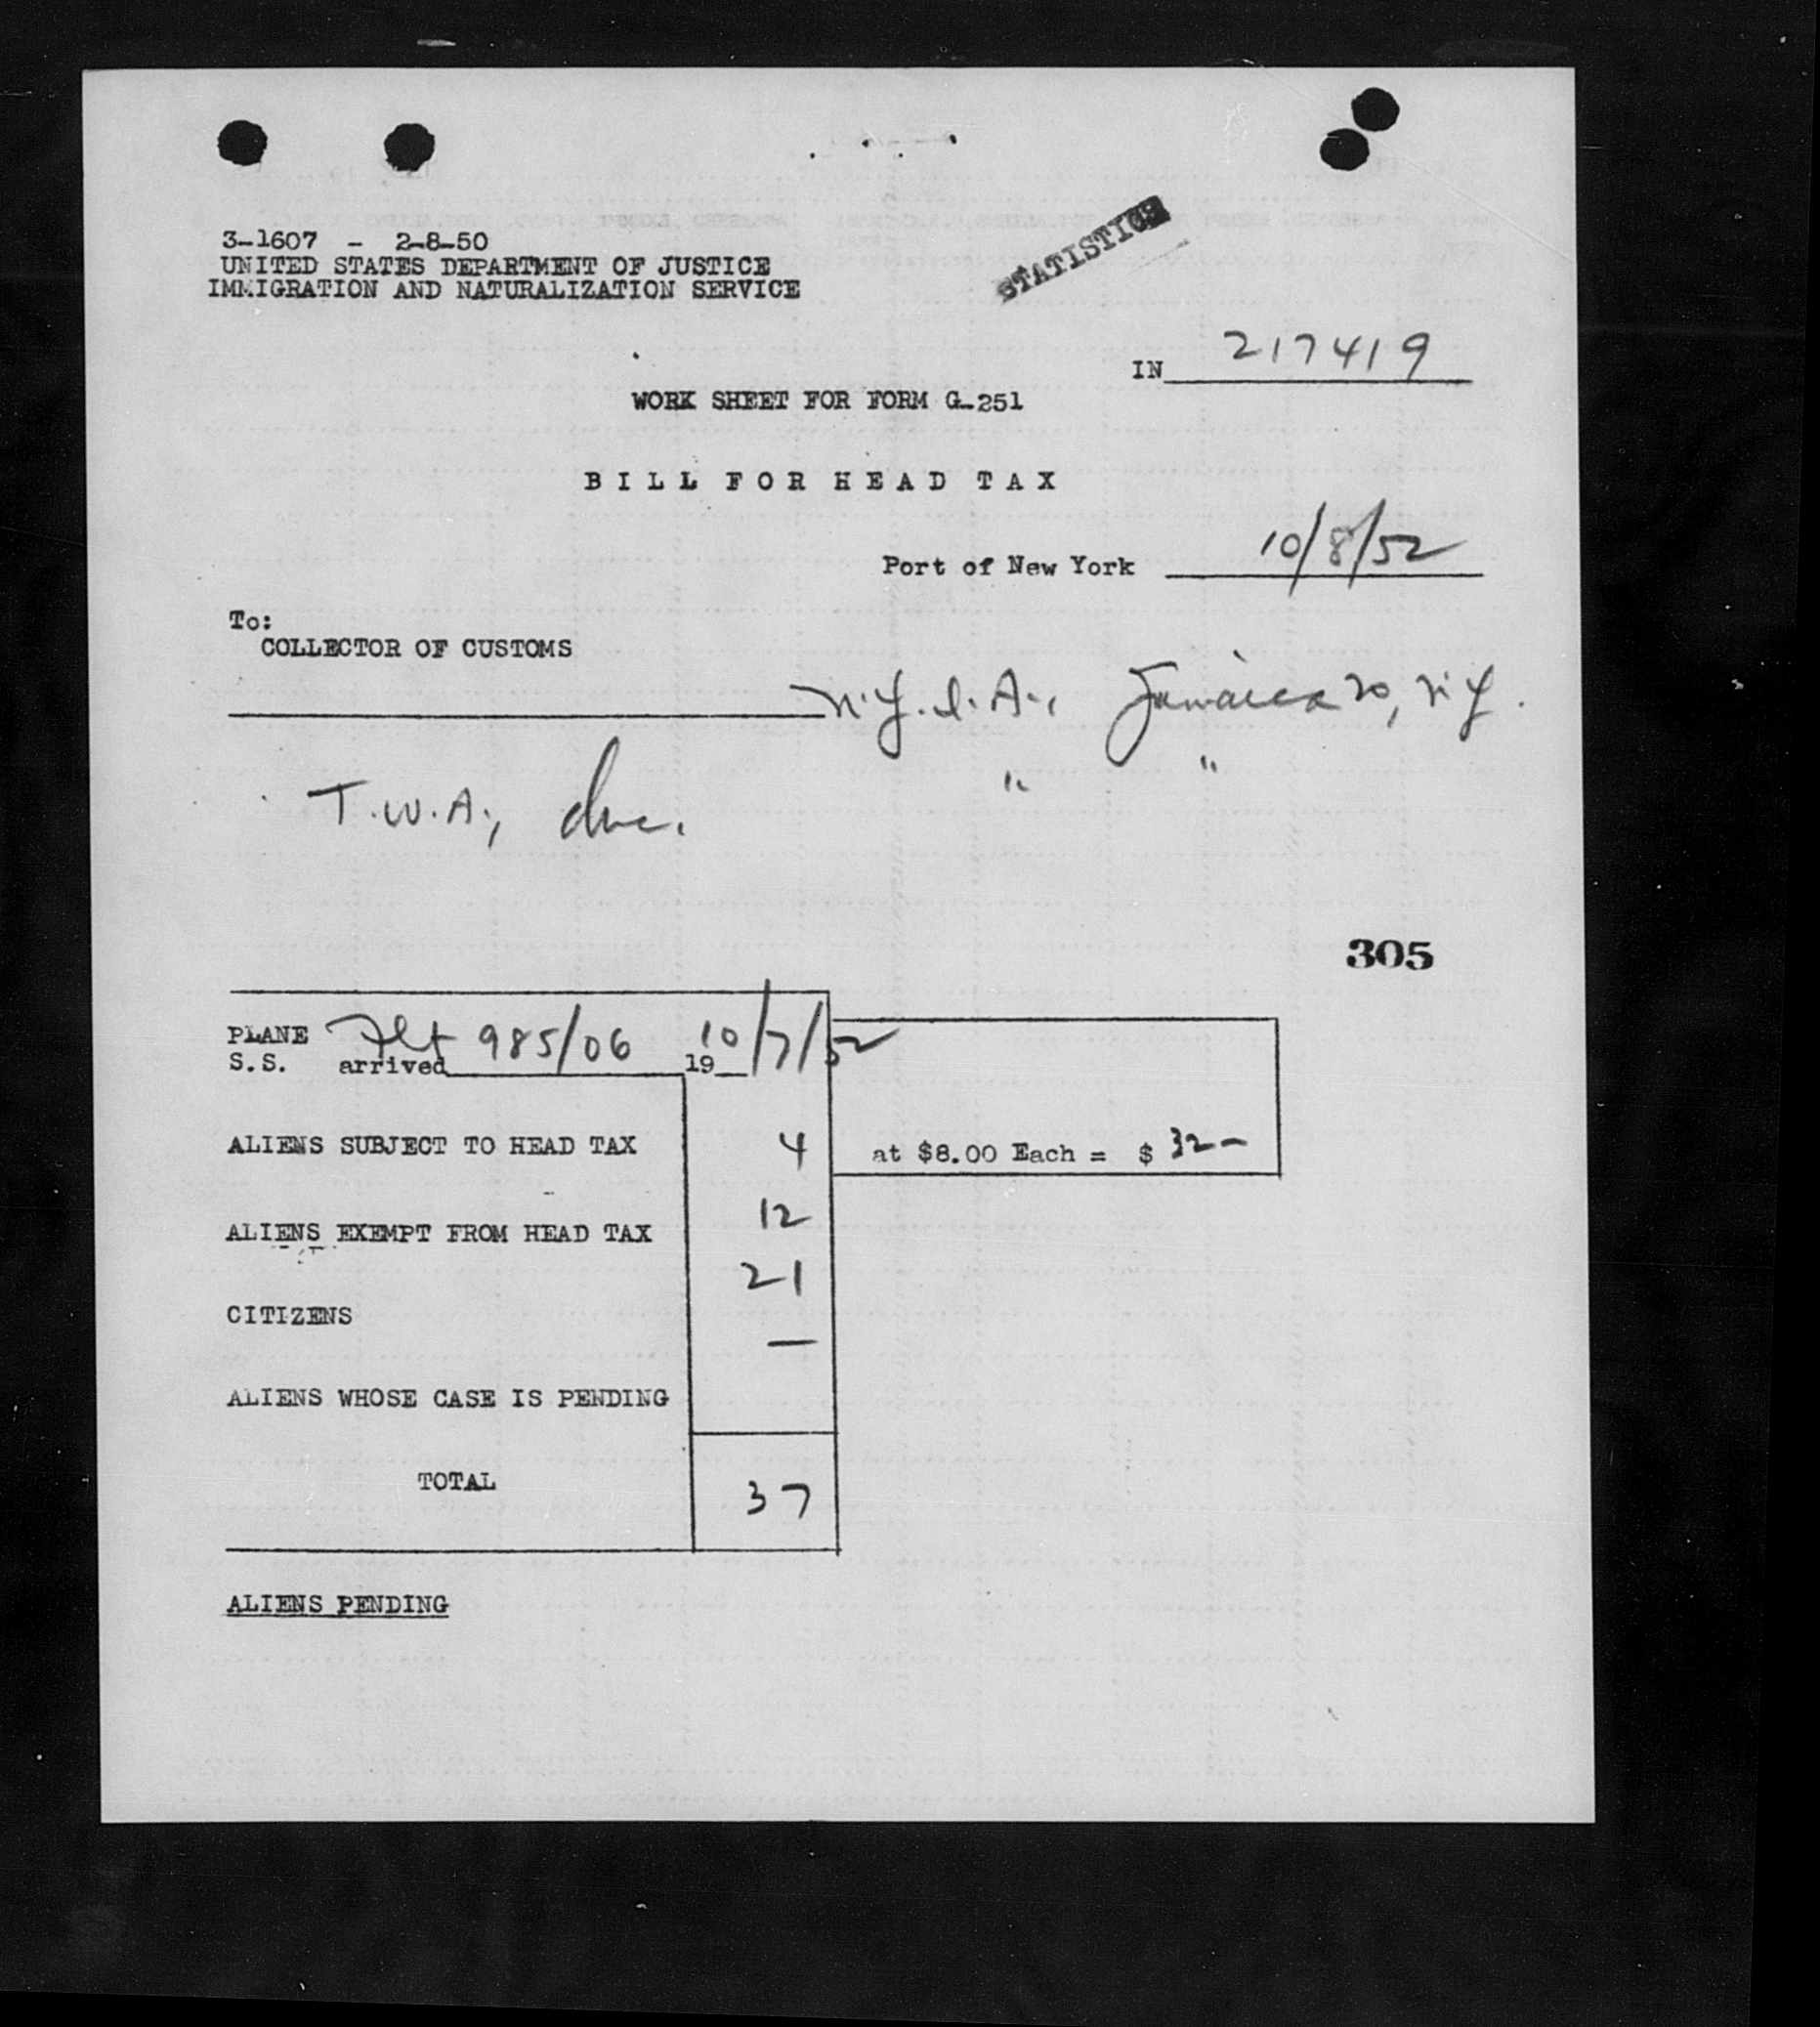 3-1607 - 2-8-50
UNITED STATES DEPARTMENT OF JUSTICE
IMMIGRATION AND NATURALIZATION SERVICE
STATISTICS
IN 217419
WORK SHEET FOR FORM G-251
BILL FOR HEAD TAX
Port of New York 10/8/52
To:
COLLECTOR OF CUSTOMS
N.Y.I.A., Jamaica 30, N.Y.
" "
T.W.A., Inc.
305
PLANE Flt 985/06 10/7/52
S.S. arrived 19
ALIENS SUBJECT TO HEAD TAX 4 at $8.00 Each = $ 32-
ALIENS EXEMPT FROM HEAD TAX 12
CITIZENS 21
ALIENS WHOSE CASE IS PENDING —
TOTAL 37
ALIENS PENDING